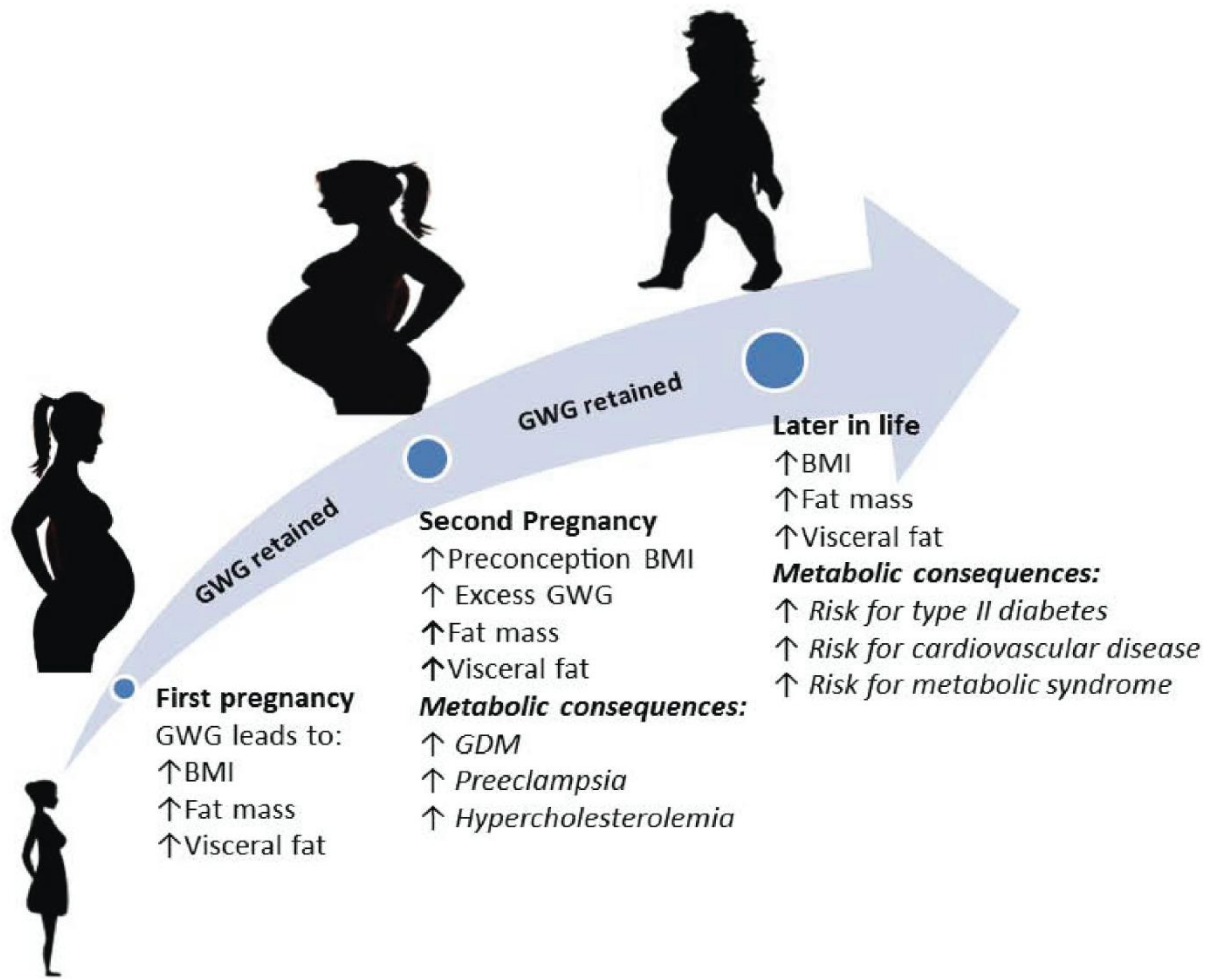 GWG retained
GWG retained
First pregnancy
GWG leads to:
↑BMI
↑Fat mass
↑Visceral fat
Second Pregnancy
↑Preconception BMI
↑ Excess GWG
↑Fat mass
↑Visceral fat
Metabolic consequences:
↑ GDM
↑ Preeclampsia
↑ Hypercholesterolemia
Later in life
↑BMI
↑Fat mass
↑Visceral fat
Metabolic consequences:
↑ Risk for type II diabetes
↑ Risk for cardiovascular disease
↑ Risk for metabolic syndrome